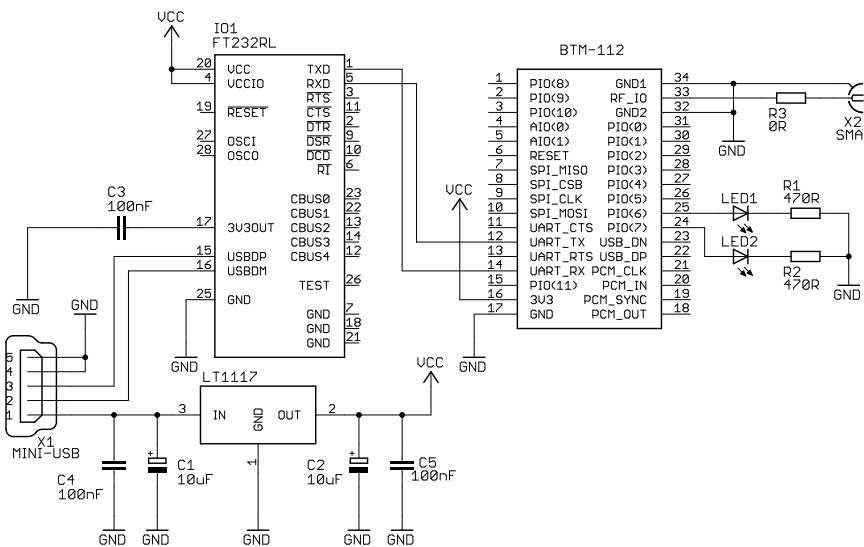 VCC
IO1
FT232RL
20 VCC TXD 1
4 VCCIO RXD 5
RTS 3
19 RESET CTS 11
DTR 2
27 OSCI DSR 9
28 OSCO DCD 10
RI 6
CBUS0 23
CBUS1 22
17 3V3OUT CBUS2 13
CBUS3 14
15 USBDP CBUS4 12
16 USBDM
TEST 26
25 GND
GND 7
GND 18
GND 21
C3
100nF
GND
GND
GND
BTM-112
1 PIO(8) GND1 34
2 PIO(9) RF_IO 33
3 PIO(10) GND2 32
4 AIO(0) PIO(0) 31
5 AIO(1) PIO(1) 30
6 RESET PIO(2) 29
7 SPI_MISO PIO(3) 28
8 SPI_CSB PIO(4) 27
9 SPI_CLK PIO(5) 26
10 SPI_MOSI PIO(6) 25
11 UART_CTS PIO(7) 24
12 UART_TX USB_DN 23
13 UART_RTS USB_DP 22
14 UART_RX PCM_CLK 21
15 PIO(11) PCM_IN 20
16 3V3 PCM_SYNC 19
17 GND PCM_OUT 18
VCC
GND
R3
0R
X2
SMA
GND
LED1
R1
470R
LED2
R2
470R
GND
5
4
3
2
1
X1
MINI-USB
LT1117
3 IN GND OUT 2
1
VCC
C4
100nF
C1
+
10uF
C2
+
10uF
C5
100nF
GND
GND
GND
GND
GND